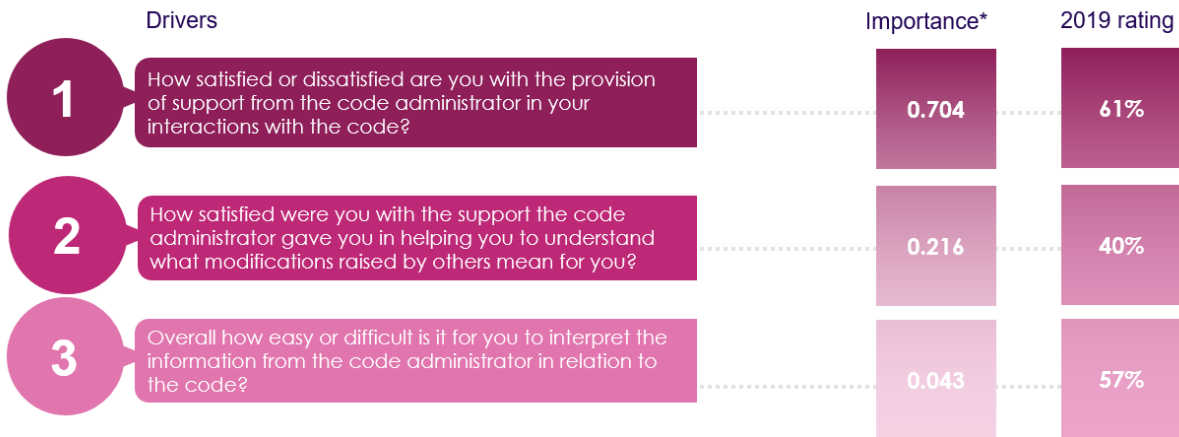 Drivers
Importance*
2019 rating
1
How satisfied or dissatisfied are you with the provision
of support from the code administrator in your
interactions with the code?
0.704
61%
2
How satisfied were you with the support the code
administrator gave you in helping you to understand
what modifications raised by others mean for you?
0.216
40%
3
Overall how easy or difficult is it for you to interpret the
information from the code administrator in relation to
the code?
0.043
57%